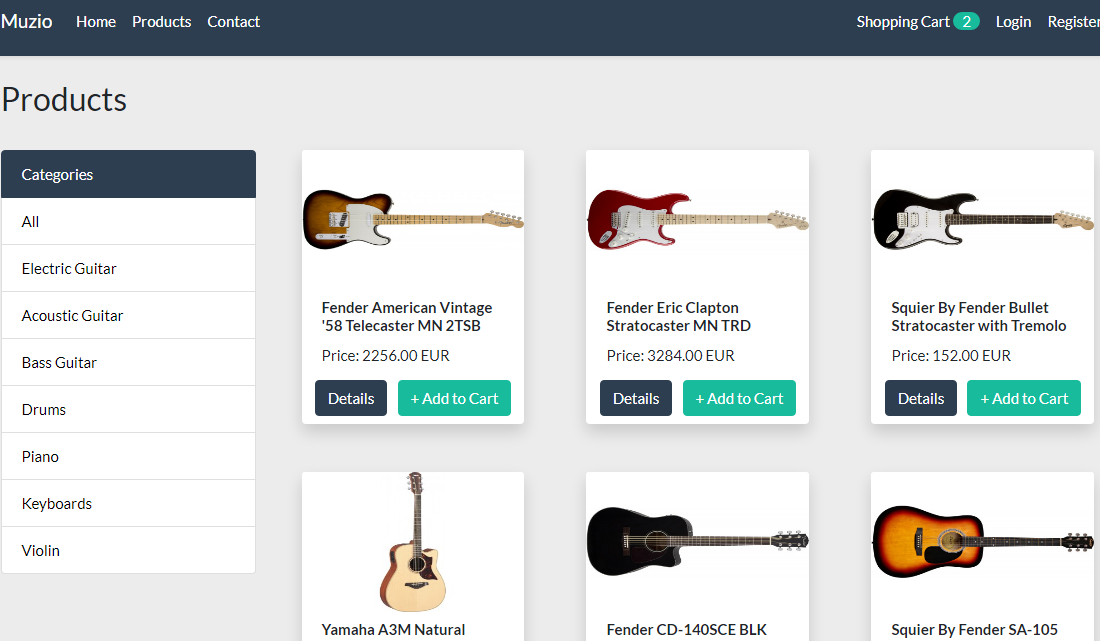 Muzio Home Products Contact Shopping Cart 2 Login Register
Products
Categories
All
Electric Guitar
Acoustic Guitar
Bass Guitar
Drums
Piano
Keyboards
Violin
Fender American Vintage
'58 Telecaster MN 2TSB
Price: 2256.00 EUR
Details + Add to Cart
Fender Eric Clapton
Stratocaster MN TRD
Price: 3284.00 EUR
Details + Add to Cart
Squier By Fender Bullet
Stratocaster with Tremolo
Price: 152.00 EUR
Details + Add to Cart
Yamaha A3M Natural
Fender CD-140SCE BLK
Squier By Fender SA-105